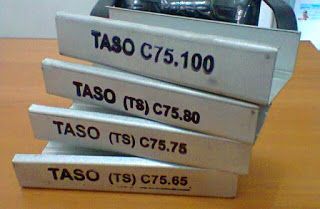 TASO C75.100
TASO (TS) C75.80
TASO (TS) C75.75
TASO (TS) C75.65